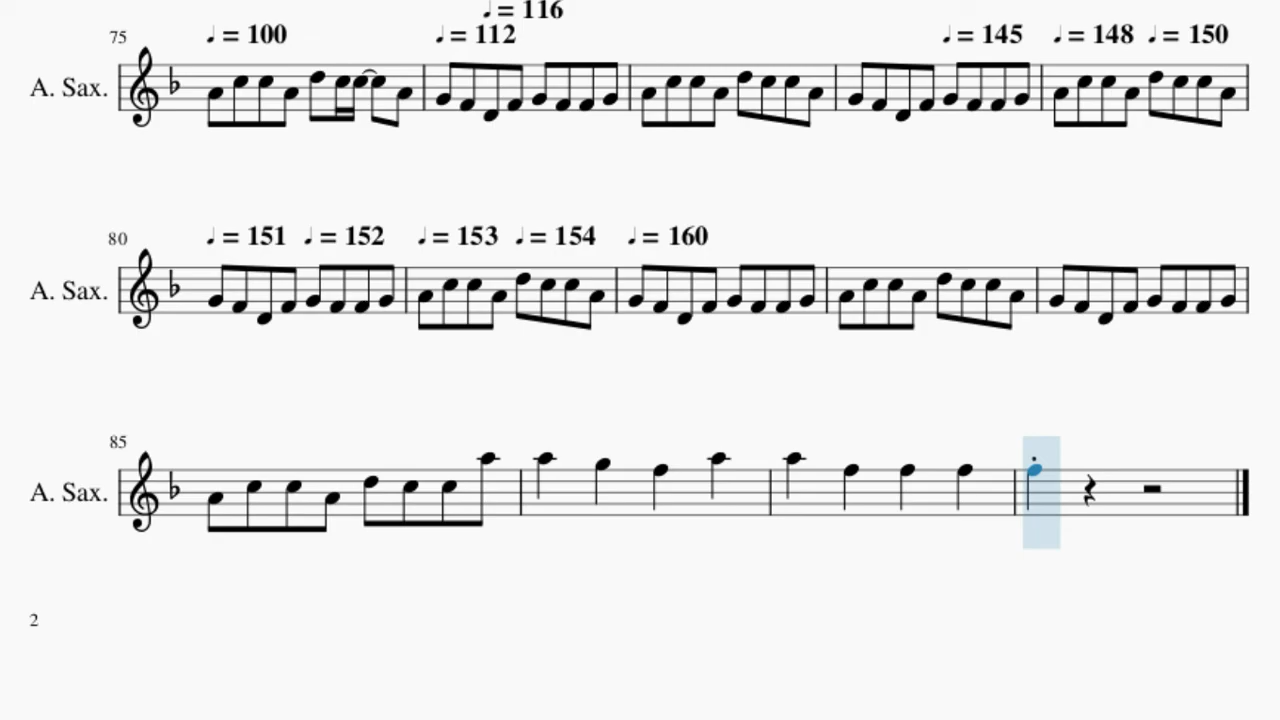 ♩ = 116
75 ♩ = 100 ♩ = 112 ♩ = 145 ♩ = 148 ♩ = 150
A. Sax.
80 ♩ = 151 ♩ = 152 ♩ = 153 ♩ = 154 ♩ = 160
A. Sax.
85
A. Sax.
2